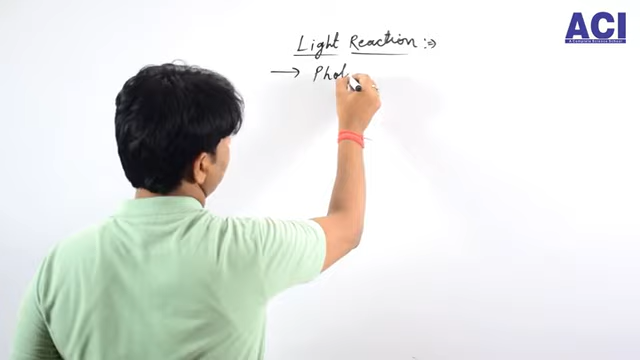 ACI
Light Reaction :-
→ Phot